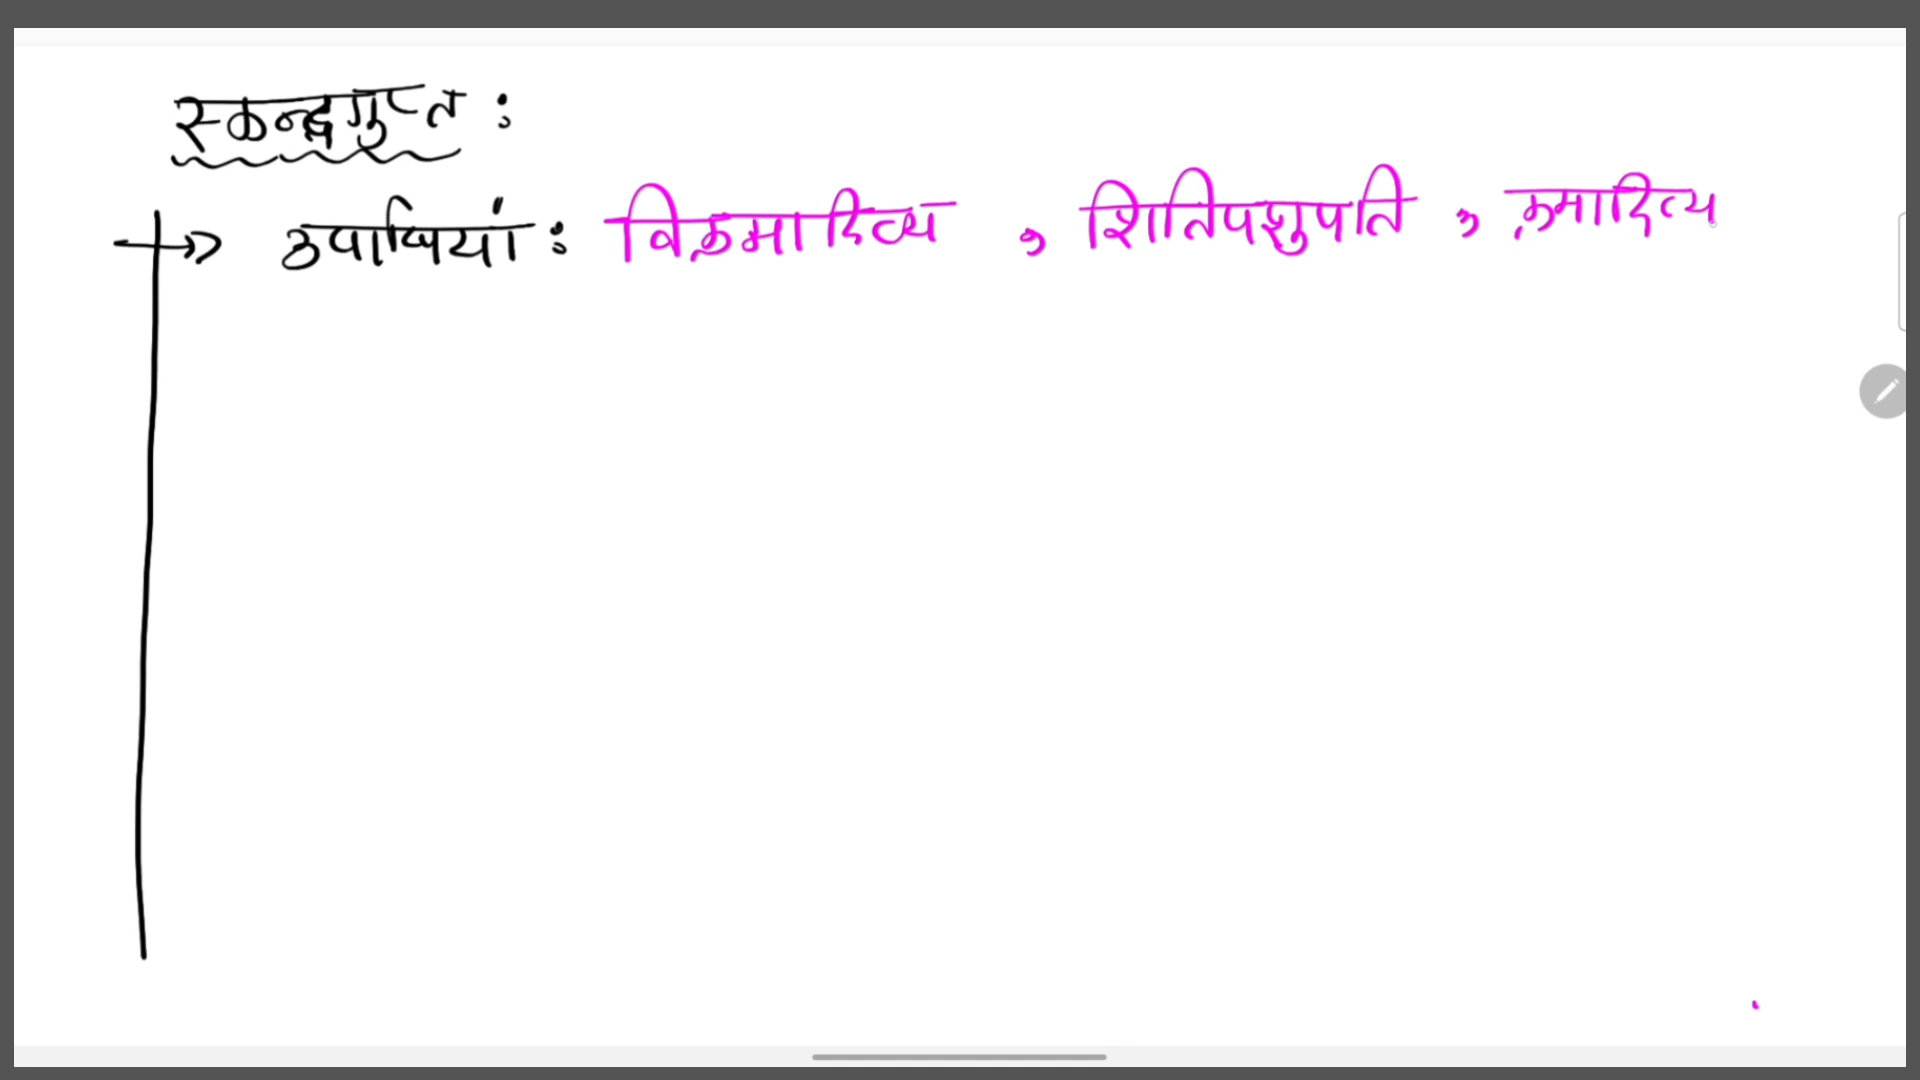 स्कन्दगुप्त :
उपाधियां : विक्रमादित्य , शितिपशुपति , क्रमादित्य